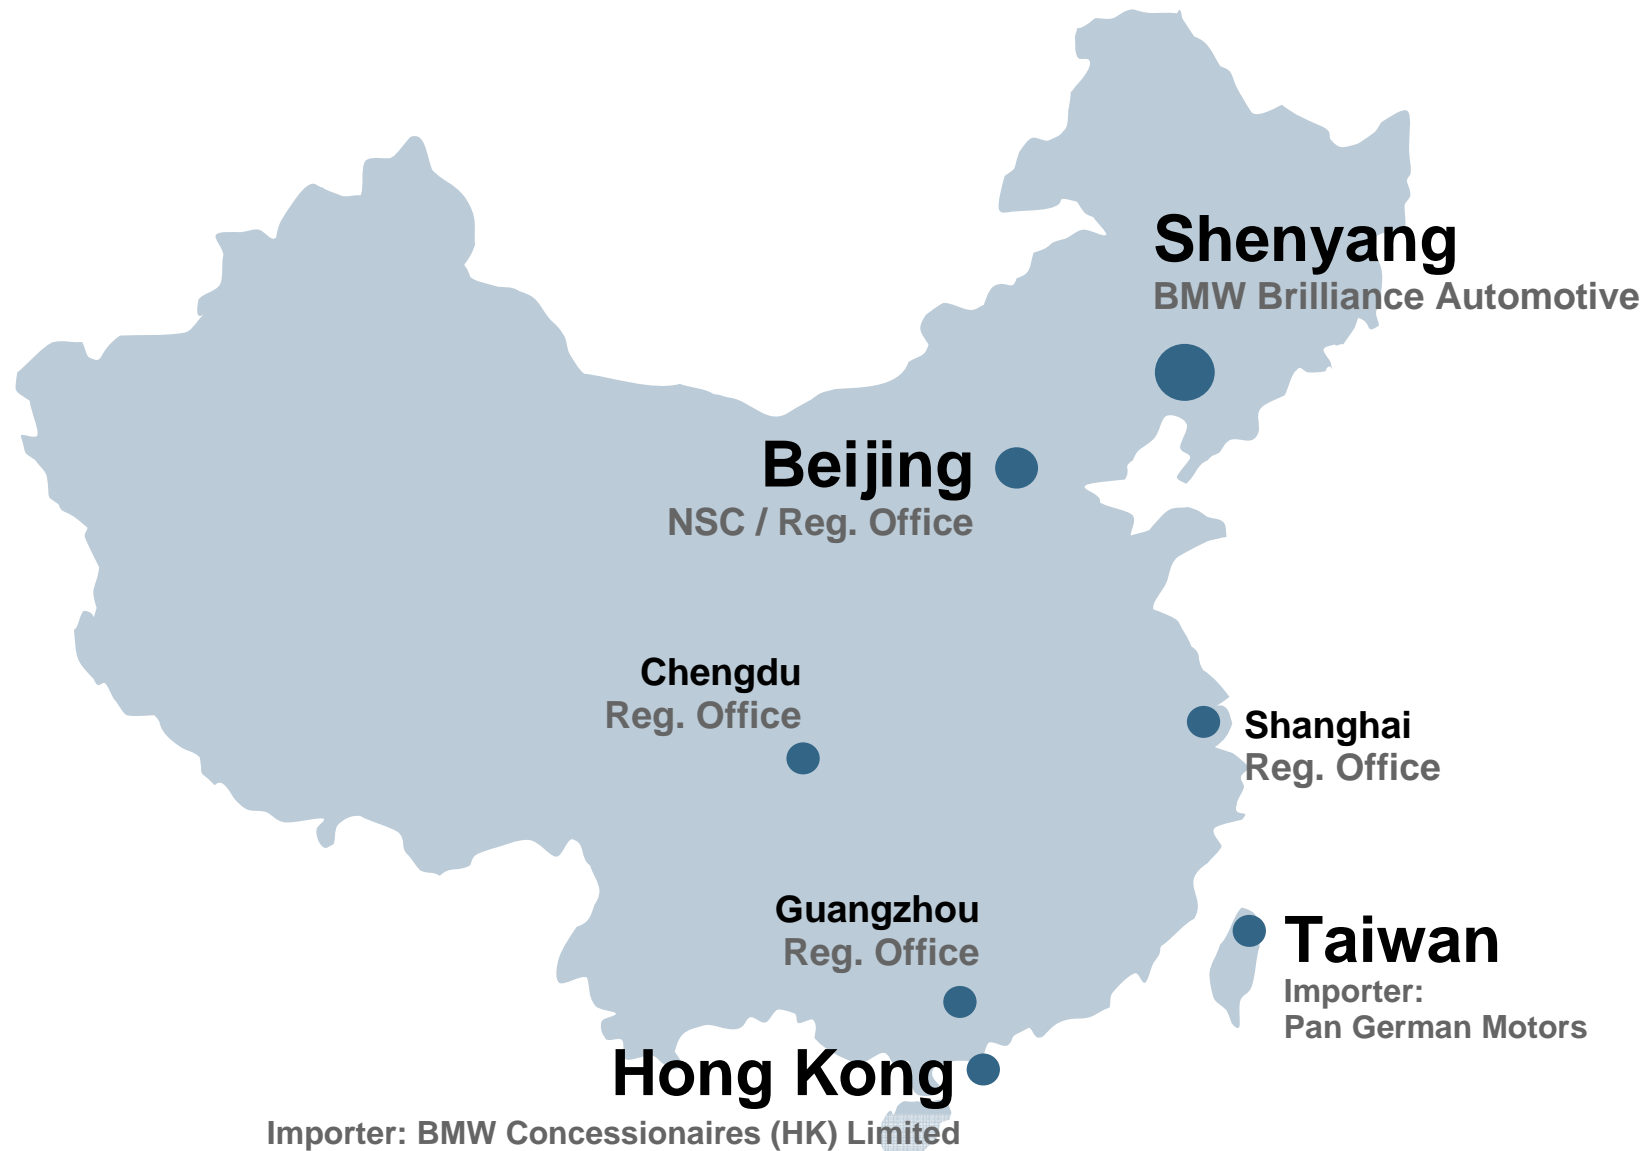 Shenyang
BMW Brilliance Automotive
Beijing
NSC / Reg. Office
Chengdu
Reg. Office
Shanghai
Reg. Office
Guangzhou
Reg. Office
Taiwan
Importer:
Pan German Motors
Hong Kong
Importer: BMW Concessionaires (HK) Limited